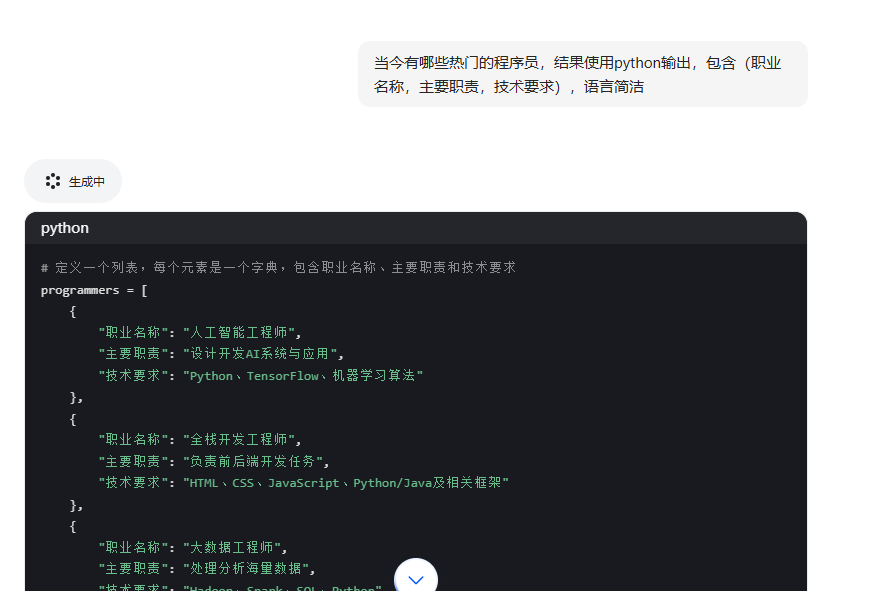 当今有哪些热门的程序员，结果使用python输出，包含（职业
名称，主要职责，技术要求），语言简洁
生成中
python
# 定义一个列表，每个元素是一个字典，包含职业名称、主要职责和技术要求
programmers = [
    {
        "职业名称": "人工智能工程师",
        "主要职责": "设计开发AI系统与应用",
        "技术要求": "Python、TensorFlow、机器学习算法"
    },
    {
        "职业名称": "全栈开发工程师",
        "主要职责": "负责前后端开发任务",
        "技术要求": "HTML、CSS、JavaScript、Python/Java及相关框架"
    },
    {
        "职业名称": "大数据工程师",
        "主要职责": "处理分析海量数据",
        "技术要求": "Hadoop、Spark、SQL、Python"